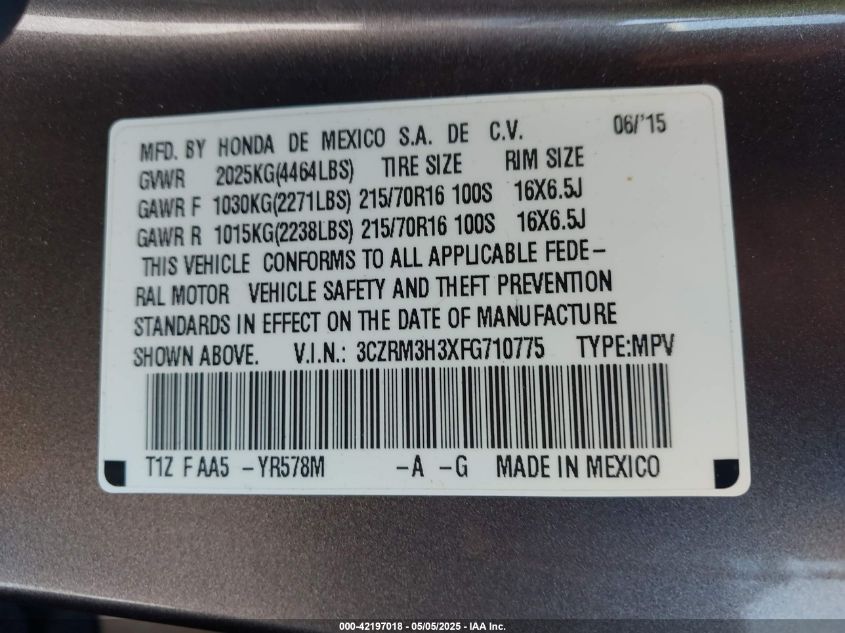 MFD. BY HONDA DE MEXICO S.A. DE C.V. 06/'15
GVWR 2025KG(4464LBS) TIRE SIZE RIM SIZE
GAWR F 1030KG(2271LBS) 215/70R16 100S 16X6.5J
GAWR R 1015KG(2238LBS) 215/70R16 100S 16X6.5J
THIS VEHICLE CONFORMS TO ALL APPLICABLE FEDE-
RAL MOTOR VEHICLE SAFETY AND THEFT PREVENTION
STANDARDS IN EFFECT ON THE DATE OF MANUFACTURE
SHOWN ABOVE. V.I.N.: 3CZRM3H3XFG710775 TYPE:MPV
T1Z F AA5 -YR578M -A -G MADE IN MEXICO
000-42197018 - 05/05/2025 - IAA Inc.